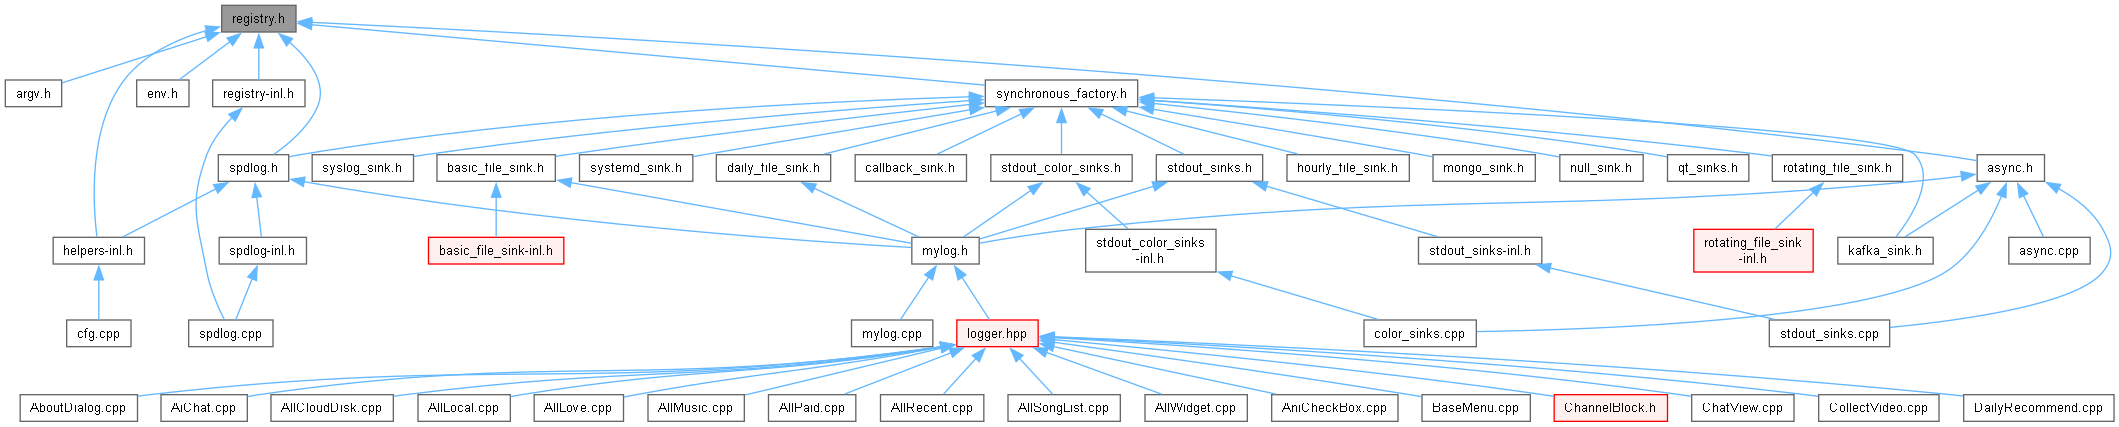 registry.h
argv.h
env.h
registry-inl.h
synchronous_factory.h
spdlog.h
syslog_sink.h
basic_file_sink.h
systemd_sink.h
daily_file_sink.h
callback_sink.h
stdout_color_sinks.h
stdout_sinks.h
hourly_file_sink.h
mongo_sink.h
null_sink.h
qt_sinks.h
rotating_file_sink.h
async.h
helpers-inl.h
spdlog-inl.h
basic_file_sink-inl.h
mylog.h
stdout_color_sinks
-inl.h
stdout_sinks-inl.h
rotating_file_sink
-inl.h
kafka_sink.h
async.cpp
cfg.cpp
spdlog.cpp
mylog.cpp
logger.hpp
color_sinks.cpp
stdout_sinks.cpp
AboutDialog.cpp
AiChat.cpp
AllCloudDisk.cpp
AllLocal.cpp
AllLove.cpp
AllMusic.cpp
AllPaid.cpp
AllRecent.cpp
AllSongList.cpp
AllWidget.cpp
AniCheckBox.cpp
BaseMenu.cpp
ChannelBlock.h
ChatView.cpp
CollectVideo.cpp
DailyRecommend.cpp